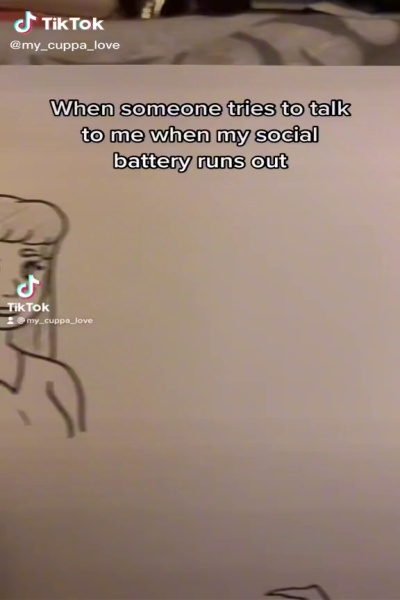 TikTok
@my_cuppa_love
When someone tries to talk
to me when my social
battery runs out
TikTok
@my_cuppa_love